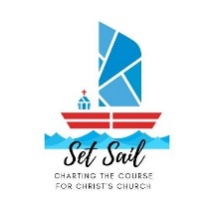 Set Sail
CHARTING THE COURSE
FOR CHRIST'S CHURCH